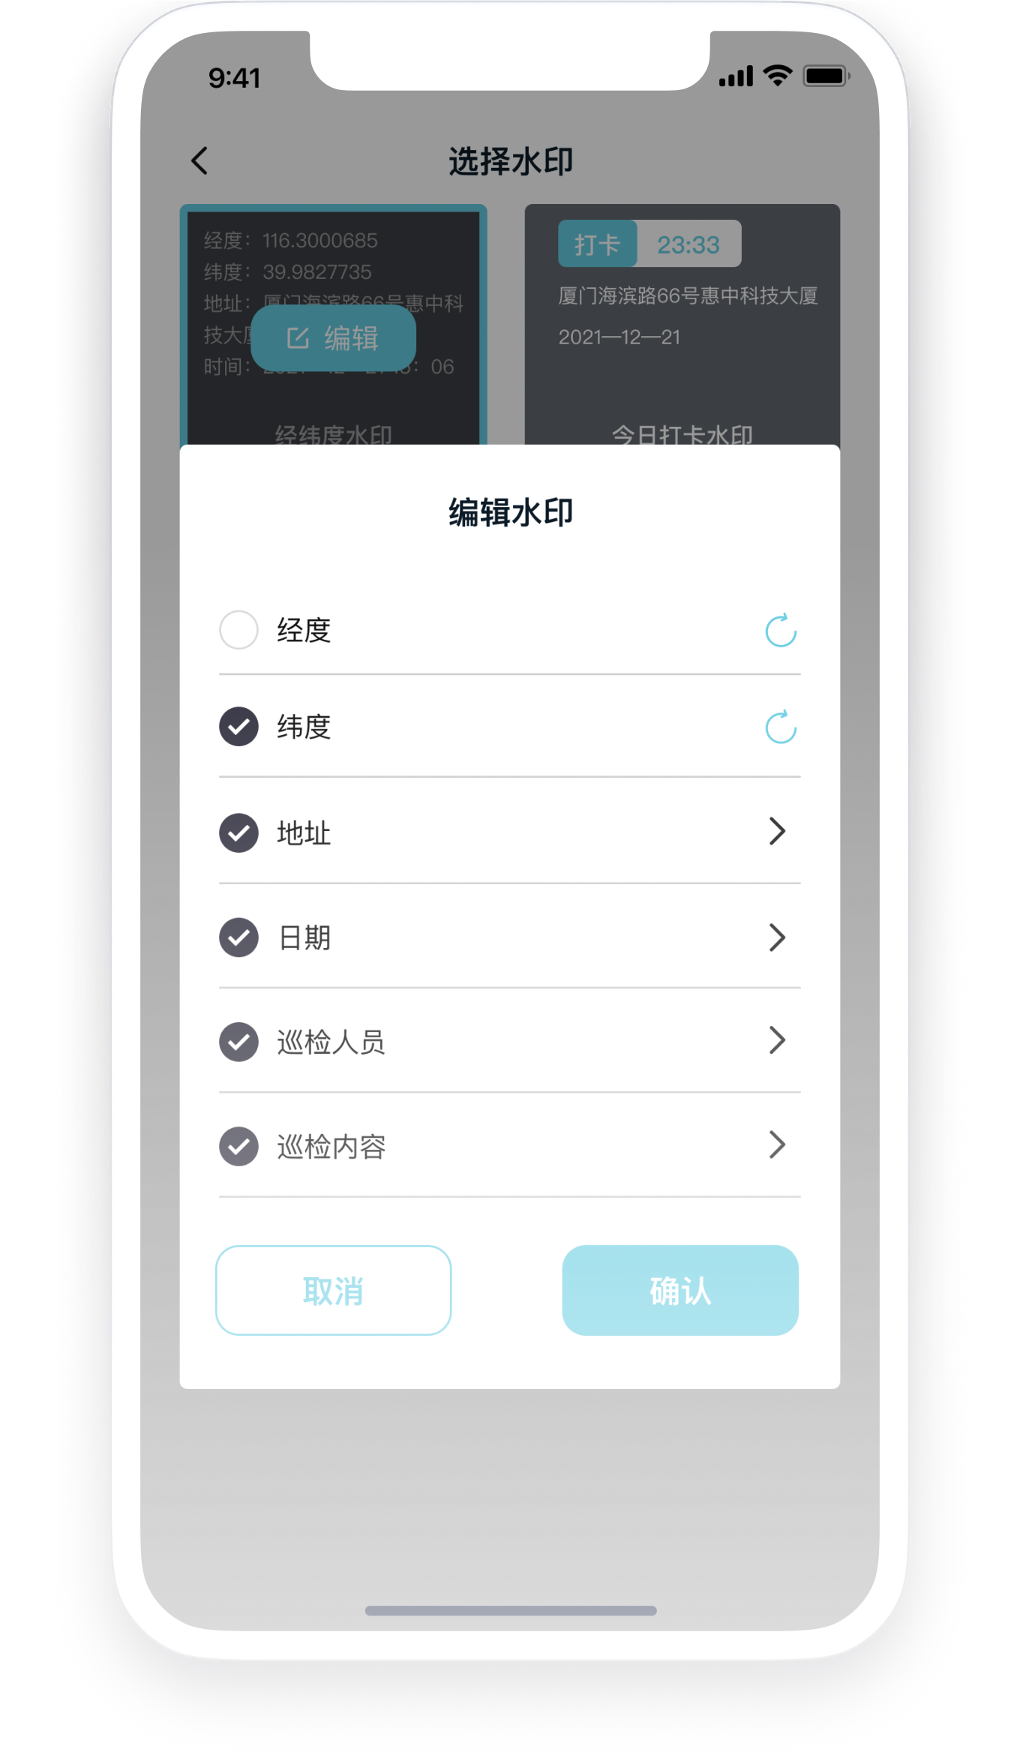 9:41
选择水印
经度：116.3000685
纬度：39.9827735
地址：厦门海滨路66号惠中科
技大
编辑
时间：2021 06
经纬度水印
打卡 23:33
厦门海滨路66号惠中科技大厦
2021—12—21
今日打卡水印
编辑水印
经度
纬度
地址
日期
巡检人员
巡检内容
取消 确认